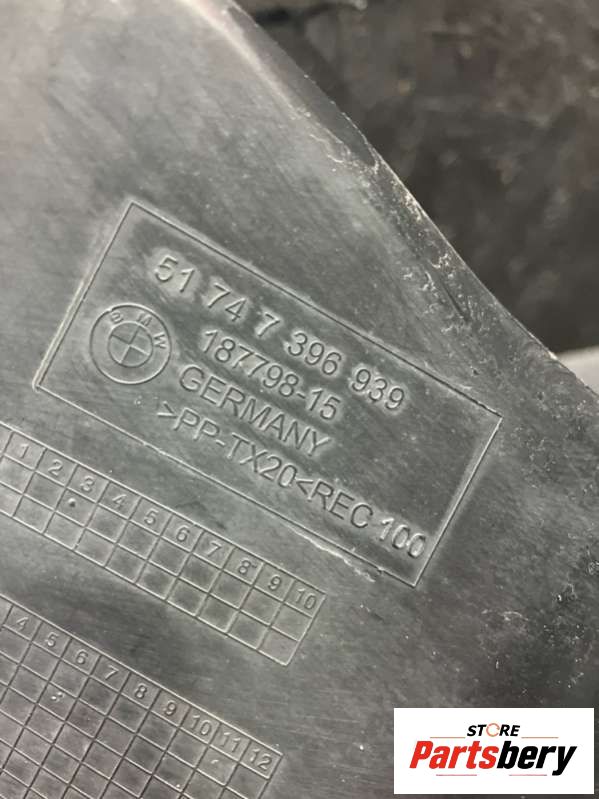 51 74 7 396 939
BMW
187798-15
GERMANY
>PP-TX20<REC 100
1 2 3 4 5 6 7 8 9 10
4 5 6 7 8 9 10 11 12
STORE
Partsbery